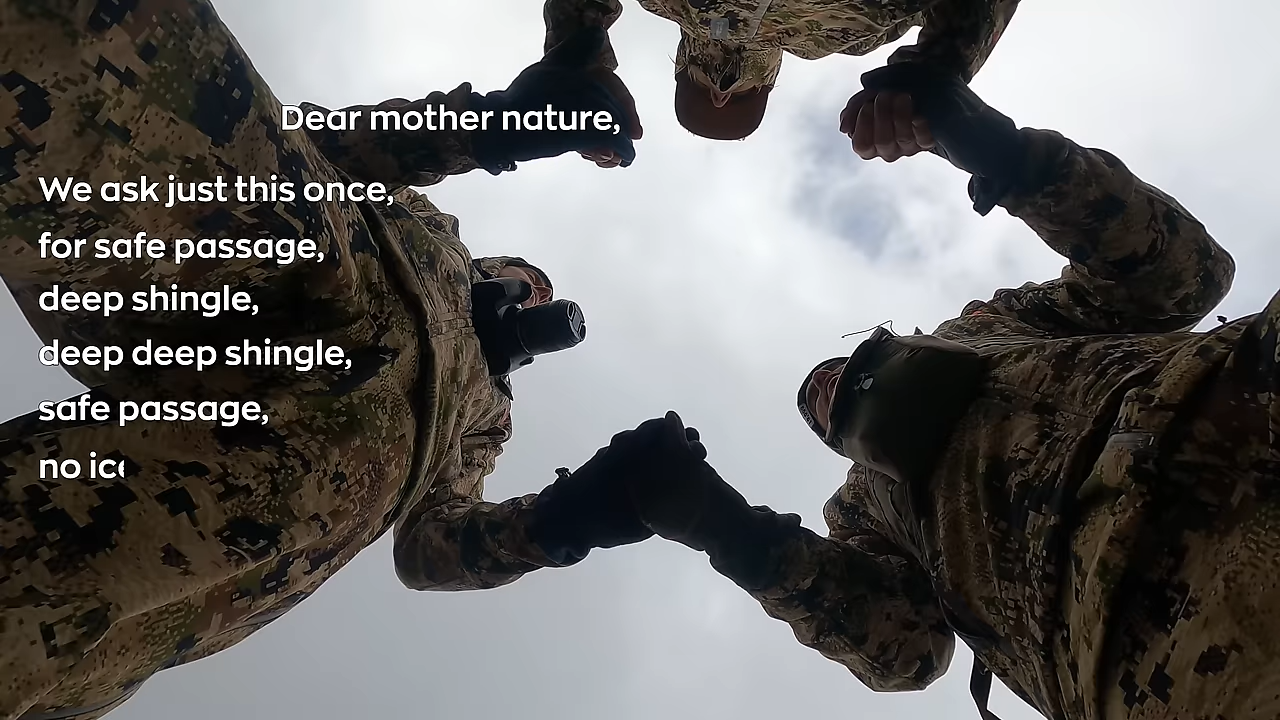 Dear mother nature,
We ask just this once,
for safe passage,
deep shingle,
deep deep shingle,
safe passage,
no ice